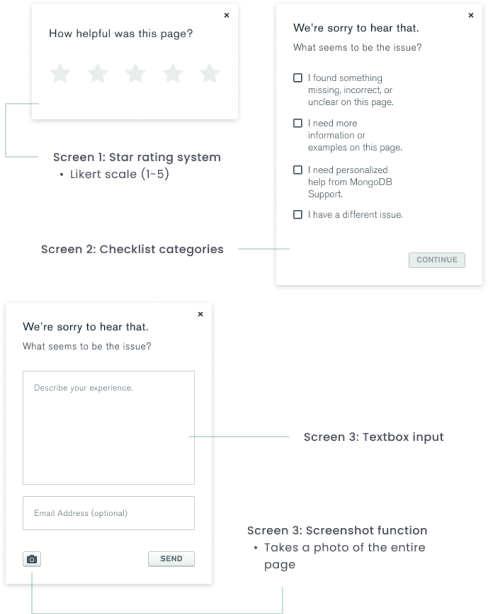 ×
How helpful was this page?
Screen 1: Star rating system
• Likert scale (1-5)
×
We're sorry to hear that.
What seems to be the issue?
I found something
missing, incorrect, or
unclear on this page.
I need more
information or
examples on this page.
I need personalized
help from MongoDB
Support.
I have a different issue.
CONTINUE
Screen 2: Checklist categories
×
We're sorry to hear that.
What seems to be the issue?
Describe your experience.
Email Address (optional)
SEND
Screen 3: Textbox input
Screen 3: Screenshot function
• Takes a photo of the entire
page